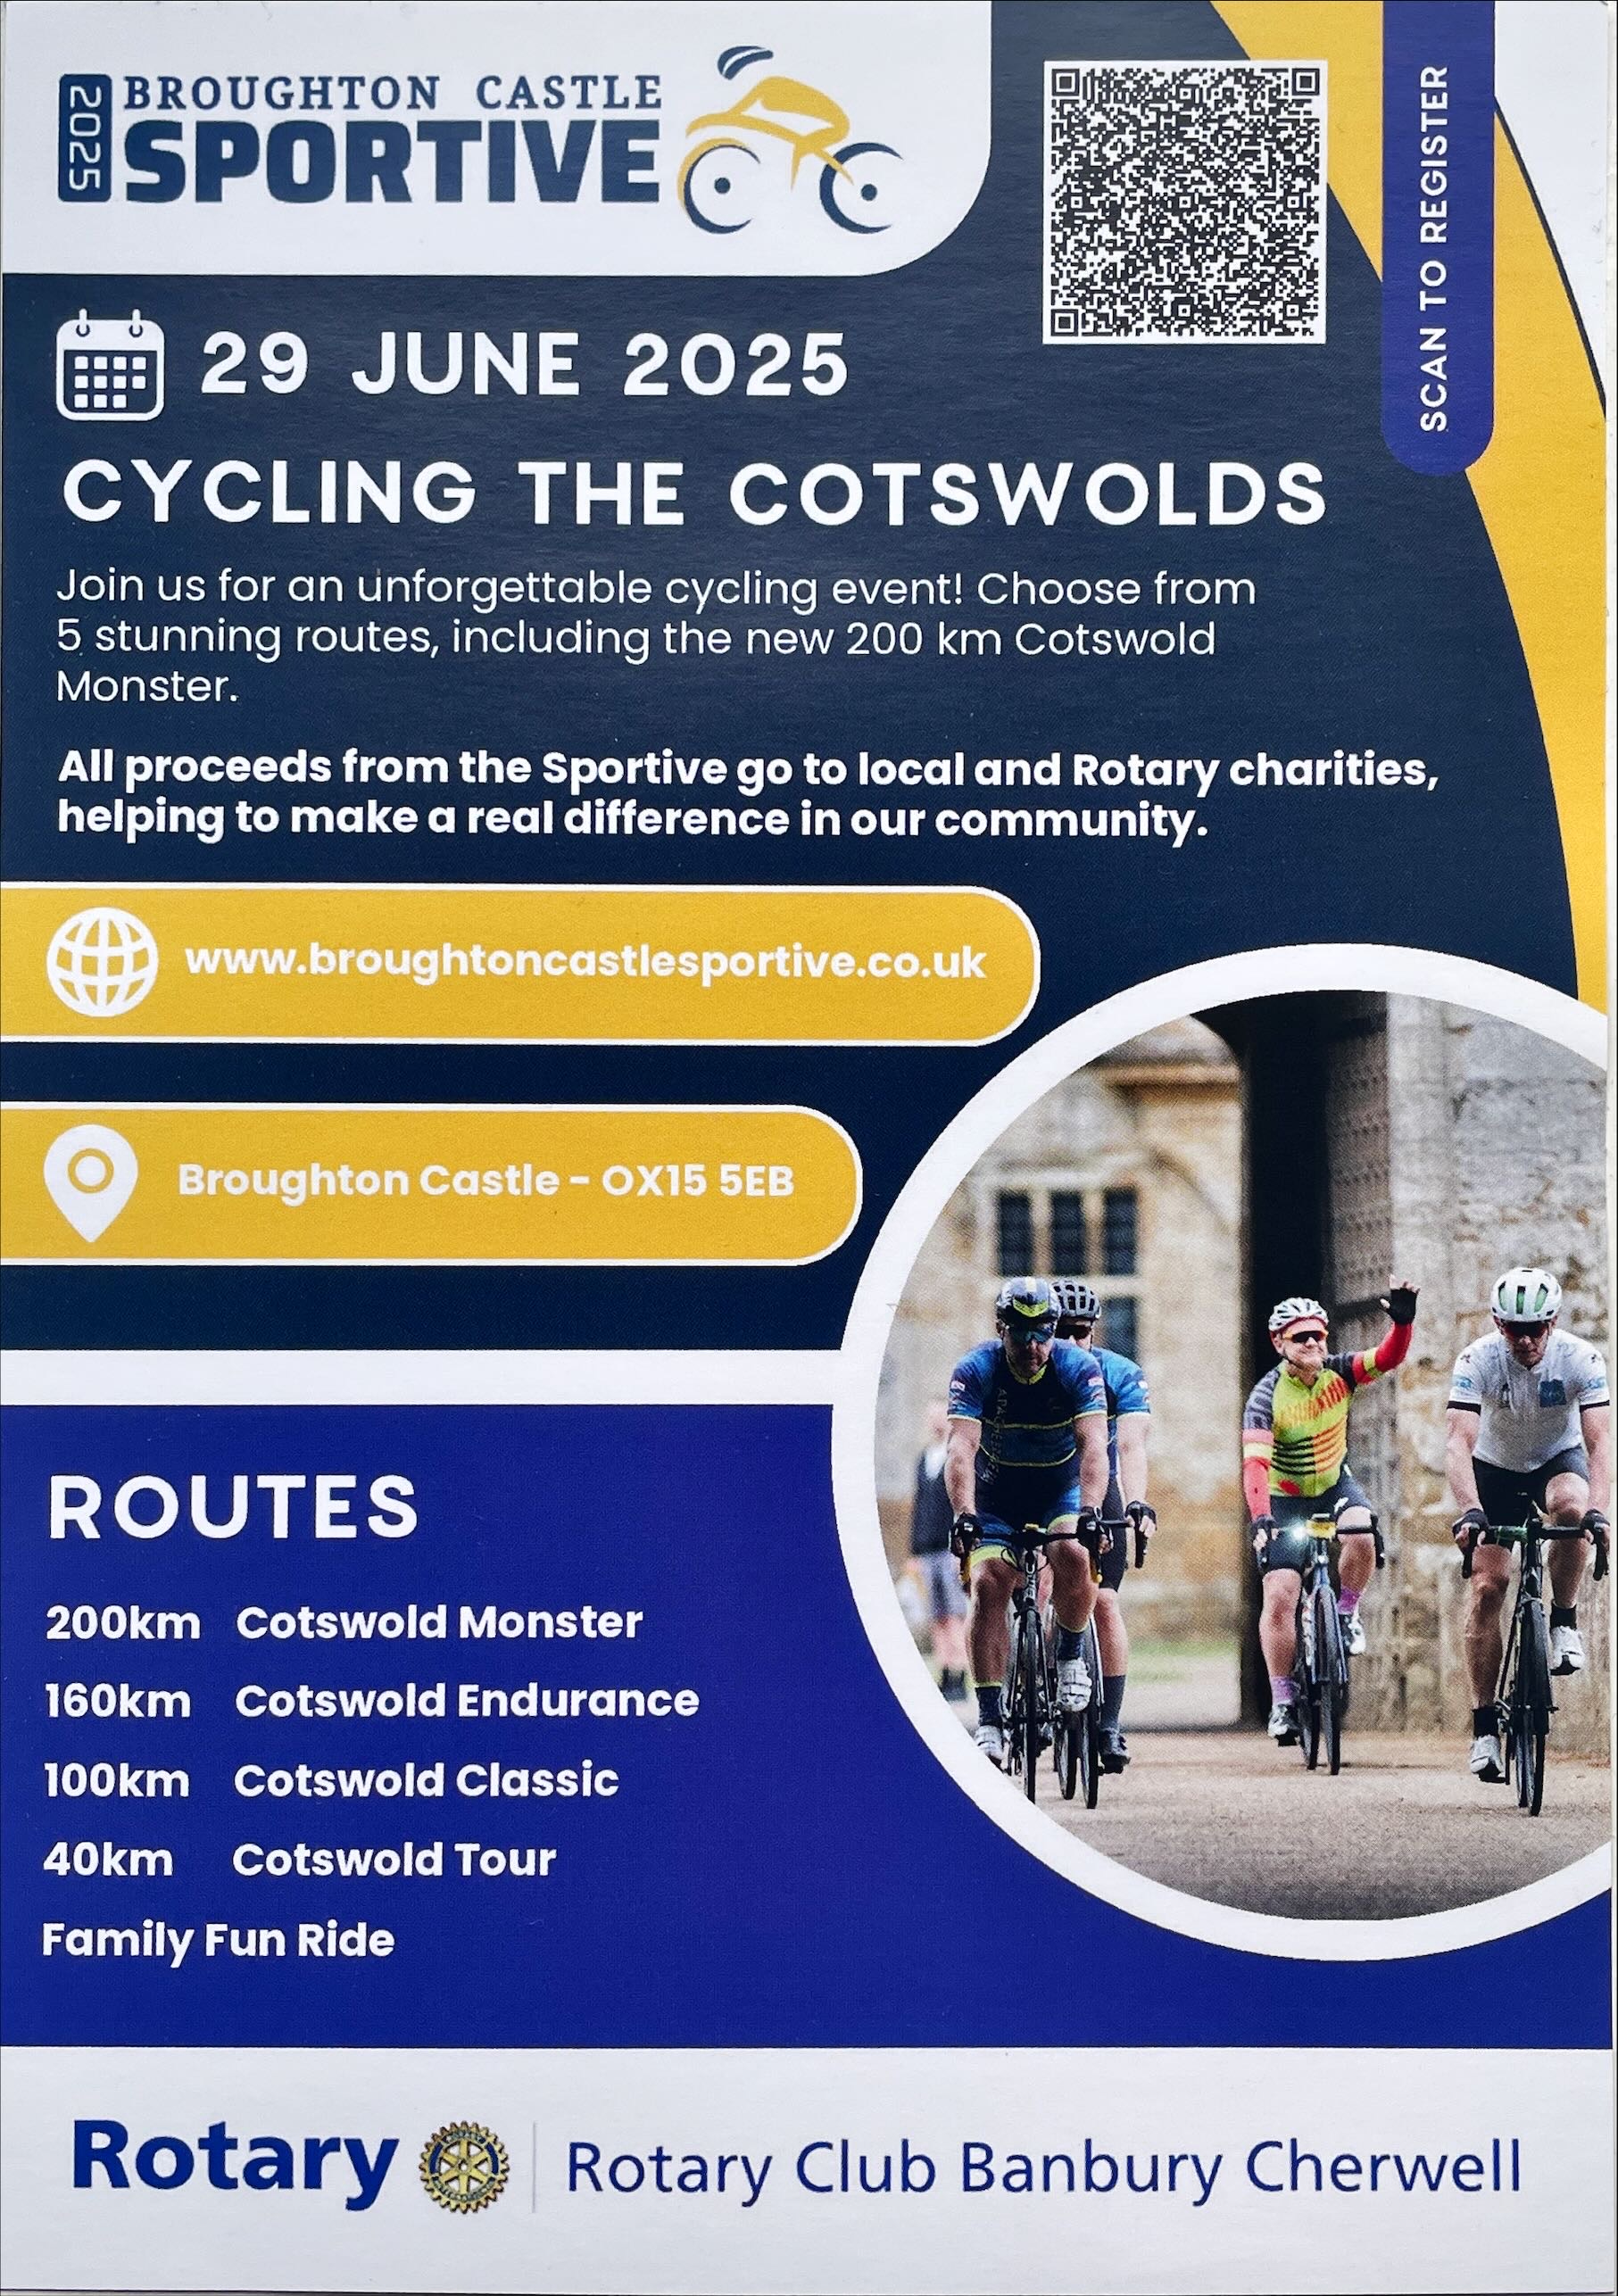 2025
BROUGHTON CASTLE
SPORTIVE
SCAN TO REGISTER
29 JUNE 2025
CYCLING THE COTSWOLDS
Join us for an unforgettable cycling event! Choose from
5 stunning routes, including the new 200 km Cotswold
Monster.
All proceeds from the Sportive go to local and Rotary charities,
helping to make a real difference in our community.
www.broughtoncastlesportive.co.uk
Broughton Castle - OX15 5EB
ROUTES
200km Cotswold Monster
160km Cotswold Endurance
100km Cotswold Classic
40km Cotswold Tour
Family Fun Ride
Rotary
Rotary Club Banbury Cherwell